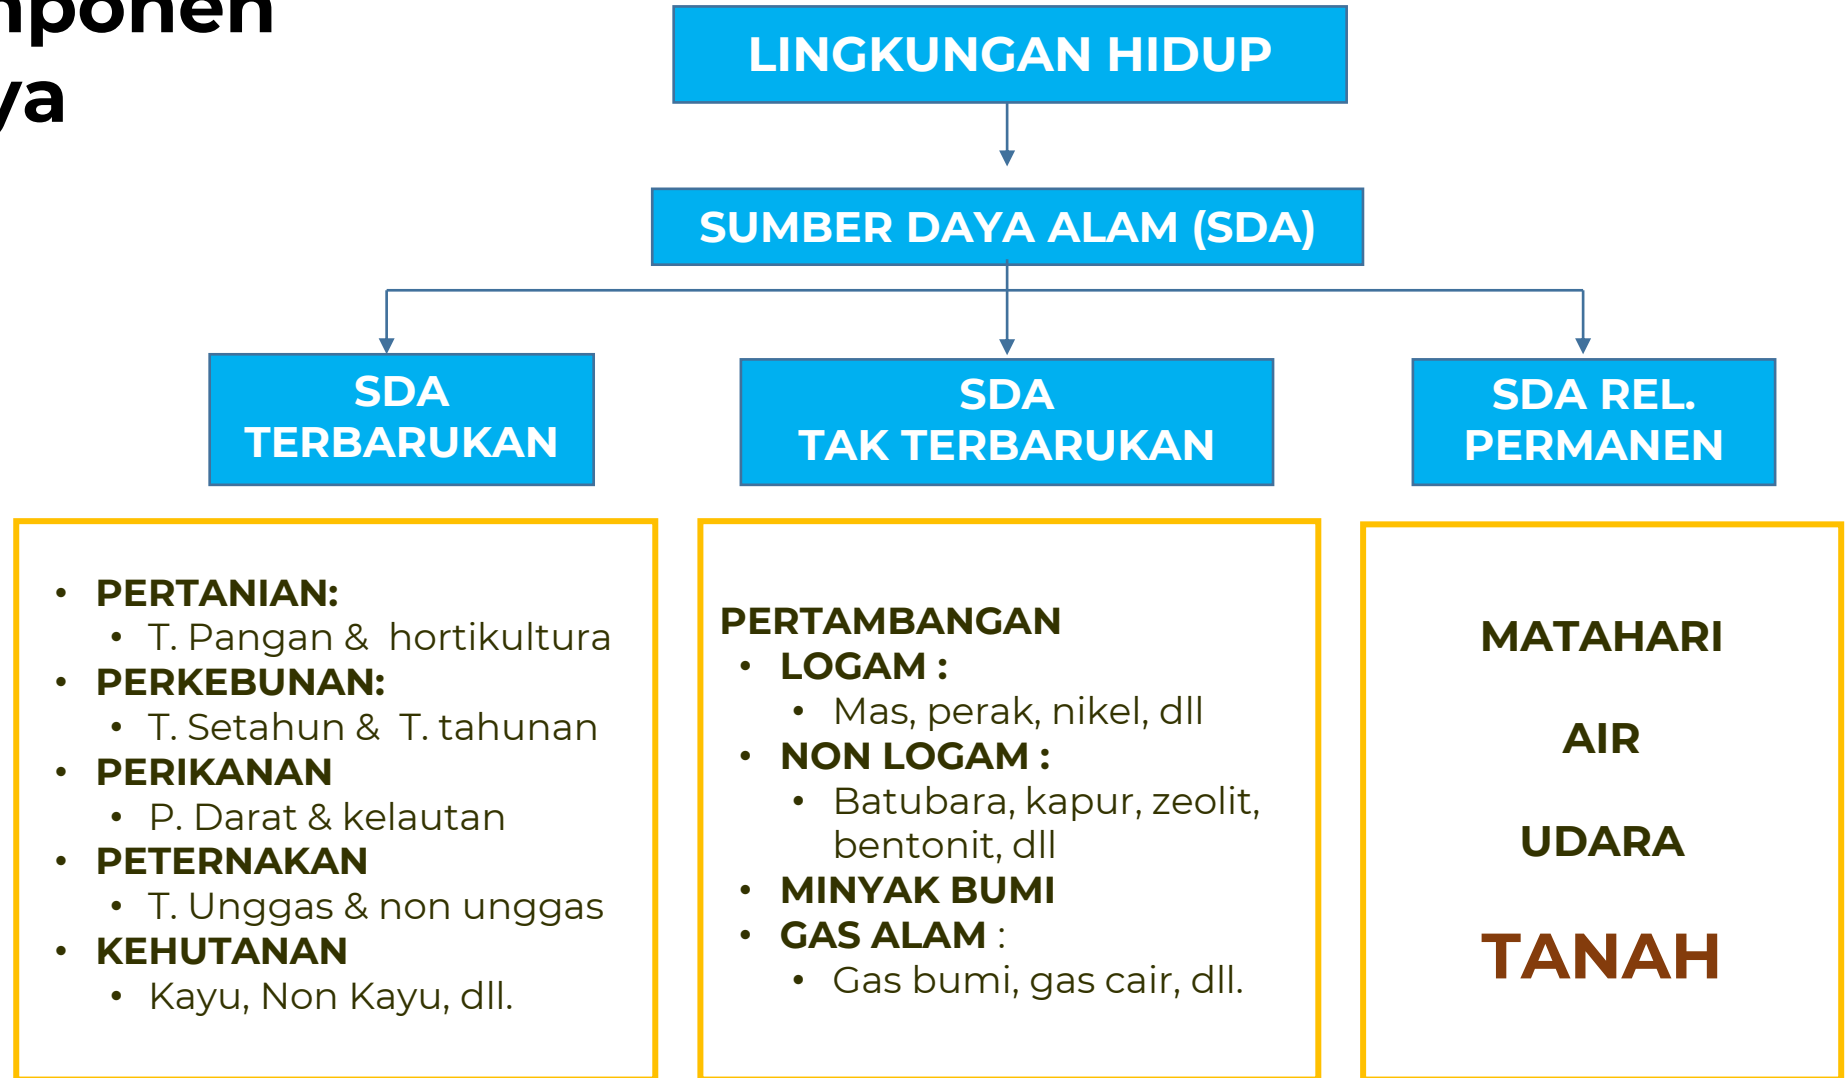 LINGKUNGAN HIDUP
SUMBER DAYA ALAM (SDA)
SDA
TERBARUKAN
• PERTANIAN:
• T. Pangan & hortikultura
• PERKEBUNAN:
• T. Setahun & T. tahunan
• PERIKANAN
• P. Darat & kelautan
• PETERNAKAN
• T. Unggas & non unggas
• KEHUTANAN
• Kayu, Non Kayu, dll.
SDA
TAK TERBARUKAN
PERTAMBANGAN
• LOGAM :
• Mas, perak, nikel, dll
• NON LOGAM :
• Batubara, kapur, zeolit,
bentonit, dll
• MINYAK BUMI
• GAS ALAM :
• Gas bumi, gas cair, dll.
SDA REL.
PERMANEN
MATAHARI
AIR
UDARA
TANAH